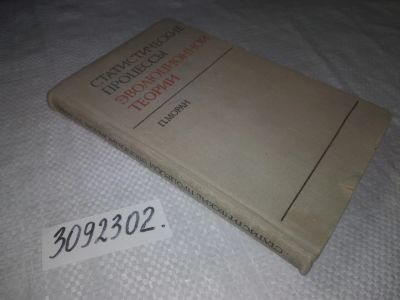 СТАТИСТИЧЕСКИЕ
ПРОЦЕССЫ
ЭВОЛЮЦИОННОЙ
ТЕОРИИ
П.МОРАН
3092302.